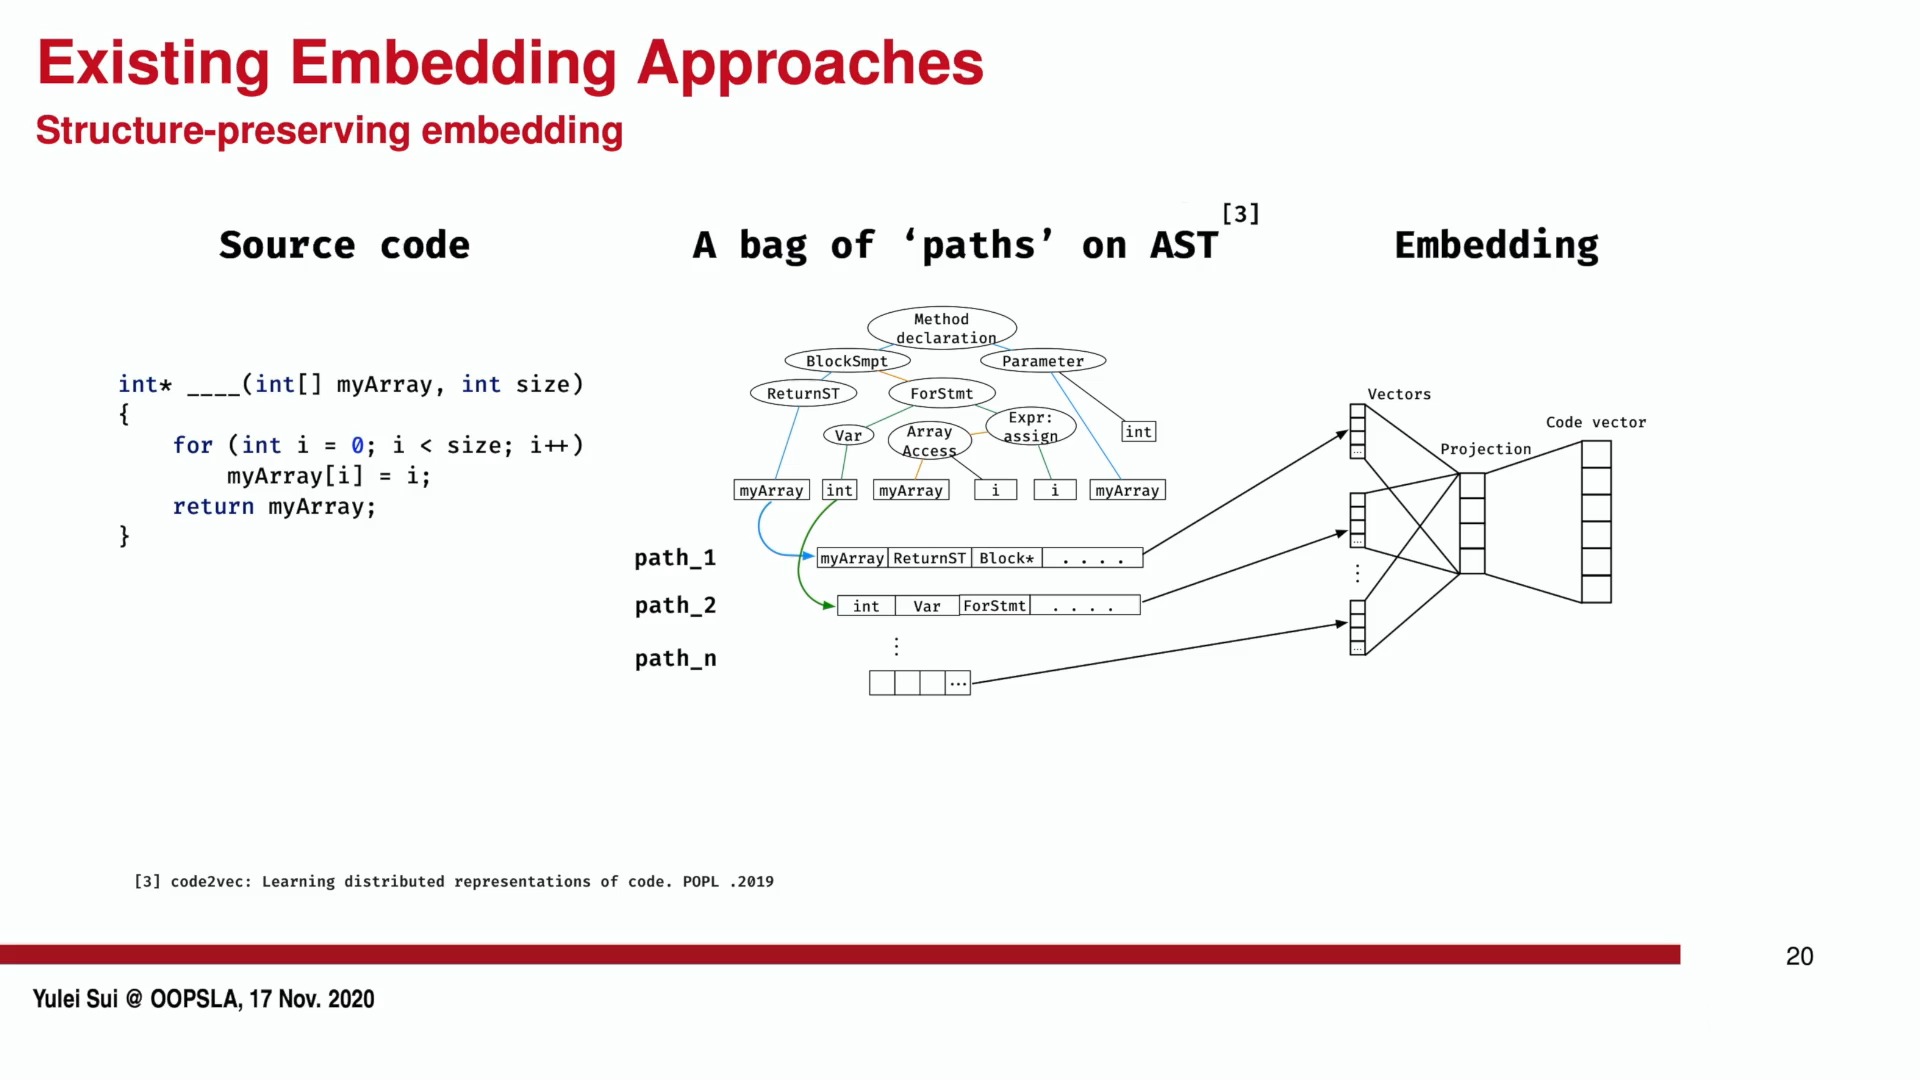 Existing Embedding Approaches
Structure-preserving embedding
Source code
A bag of ‘paths’ on AST
[3]
Embedding
int* ____(int[] myArray, int size)
{
for (int i = 0; i < size; i++)
myArray[i] = i;
return myArray;
}
Method
declaration
BlockSmpt
Parameter
ReturnST
ForStmt
Var
Array
Access
Expr:
assign
int
myArray
int
myArray
i
i
myArray
path_1
myArray ReturnST Block* . . . .
path_2
int Var ForStmt . . . .
⋮
path_n
...
Vectors
...
...
⋮
...
Projection
Code vector
[3] code2vec: Learning distributed representations of code. POPL .2019
20
Yulei Sui @ OOPSLA, 17 Nov. 2020